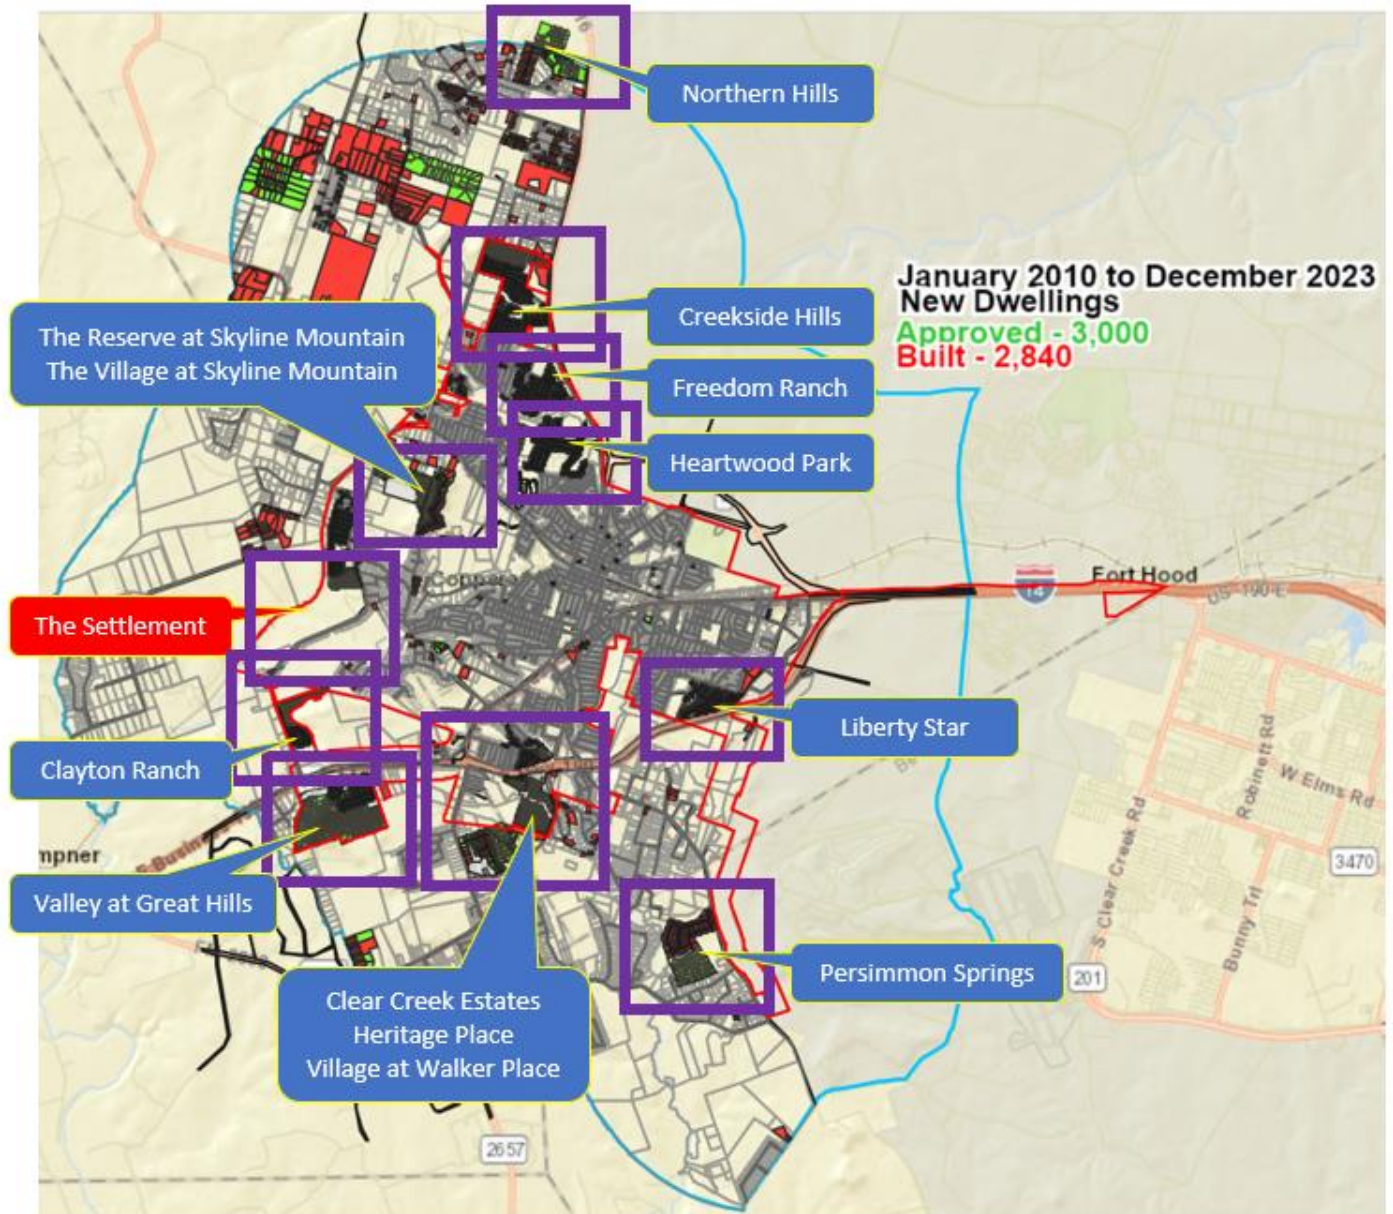 16
Northern Hills
January 2010 to December 2023
New Dwellings
Approved - 3,000
Built - 2,840
Creekside Hills
The Reserve at Skyline Mountain
The Village at Skyline Mountain
Freedom Ranch
Heartwood Park
14
Fort Hood
US-190 E
The Settlement
Liberty Star
Clayton Ranch
Robinett Rd
W Elms Rd
S Clear Creek Rd
3470
mpner
Valley at Great Hills
Bunny Trl
Persimmon Springs
201
Clear Creek Estates
Heritage Place
Village at Walker Place
2657